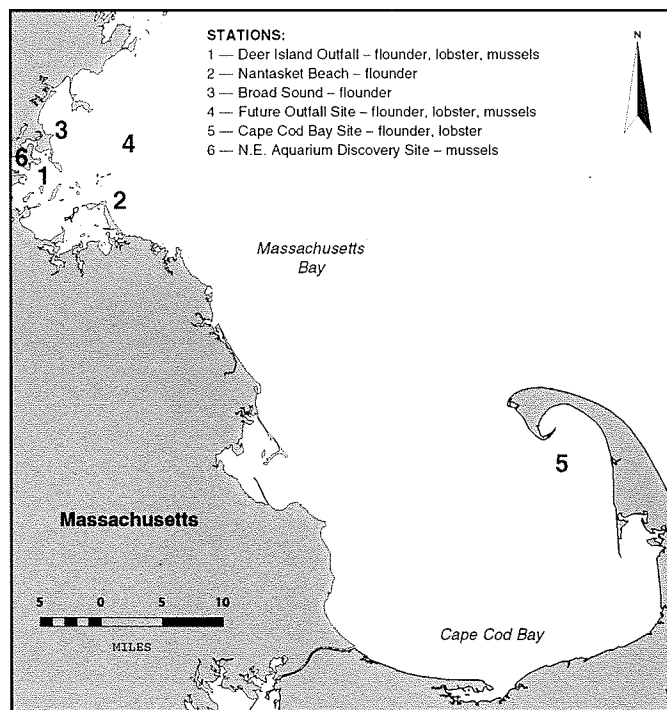 STATIONS:
1 — Deer Island Outfall – flounder, lobster, mussels
2 — Nantasket Beach – flounder
3 — Broad Sound – flounder
4 — Future Outfall Site – flounder, lobster, mussels
5 — Cape Cod Bay Site – flounder, lobster
6 — N.E. Aquarium Discovery Site – mussels
N
3
4
6
1
2
Massachusetts
Bay
5
Massachusetts
5 0 5 10
MILES
Cape Cod Bay